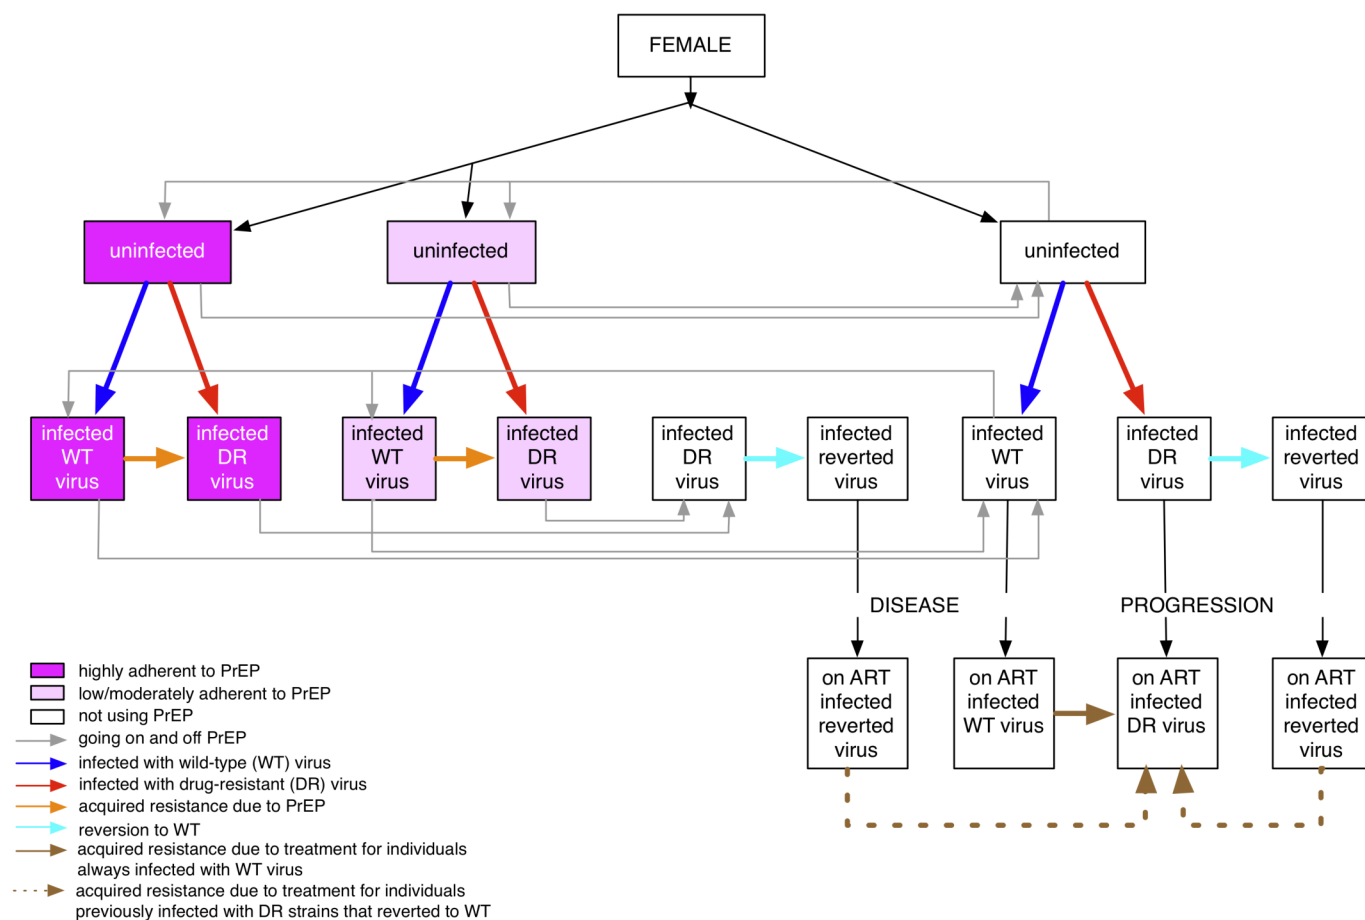 FEMALE
uninfected
uninfected
uninfected
infected
WT
virus
infected
DR
virus
infected
WT
virus
infected
DR
virus
infected
DR
virus
infected
reverted
virus
infected
WT
virus
infected
DR
virus
infected
reverted
virus
DISEASE
PROGRESSION
on ART
infected
reverted
virus
on ART
infected
WT virus
on ART
infected
DR virus
on ART
infected
reverted
virus
highly adherent to PrEP
low/moderately adherent to PrEP
not using PrEP
going on and off PrEP
infected with wild-type (WT) virus
infected with drug-resistant (DR) virus
acquired resistance due to PrEP
reversion to WT
acquired resistance due to treatment for individuals
always infected with WT virus
acquired resistance due to treatment for individuals
previously infected with DR strains that reverted to WT